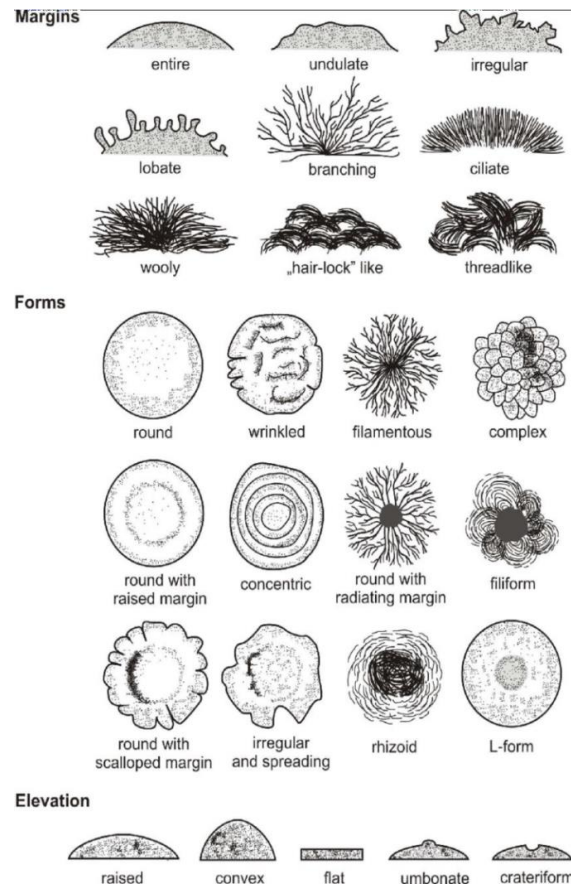 Margins
entire undulate irregular
lobate branching ciliate
wooly „hair-lock” like threadlike
Forms
round wrinkled filamentous complex
round with raised margin concentric round with radiating margin filiform
round with scalloped margin irregular and spreading rhizoid L-form
Elevation
raised convex flat umbonate crateriform